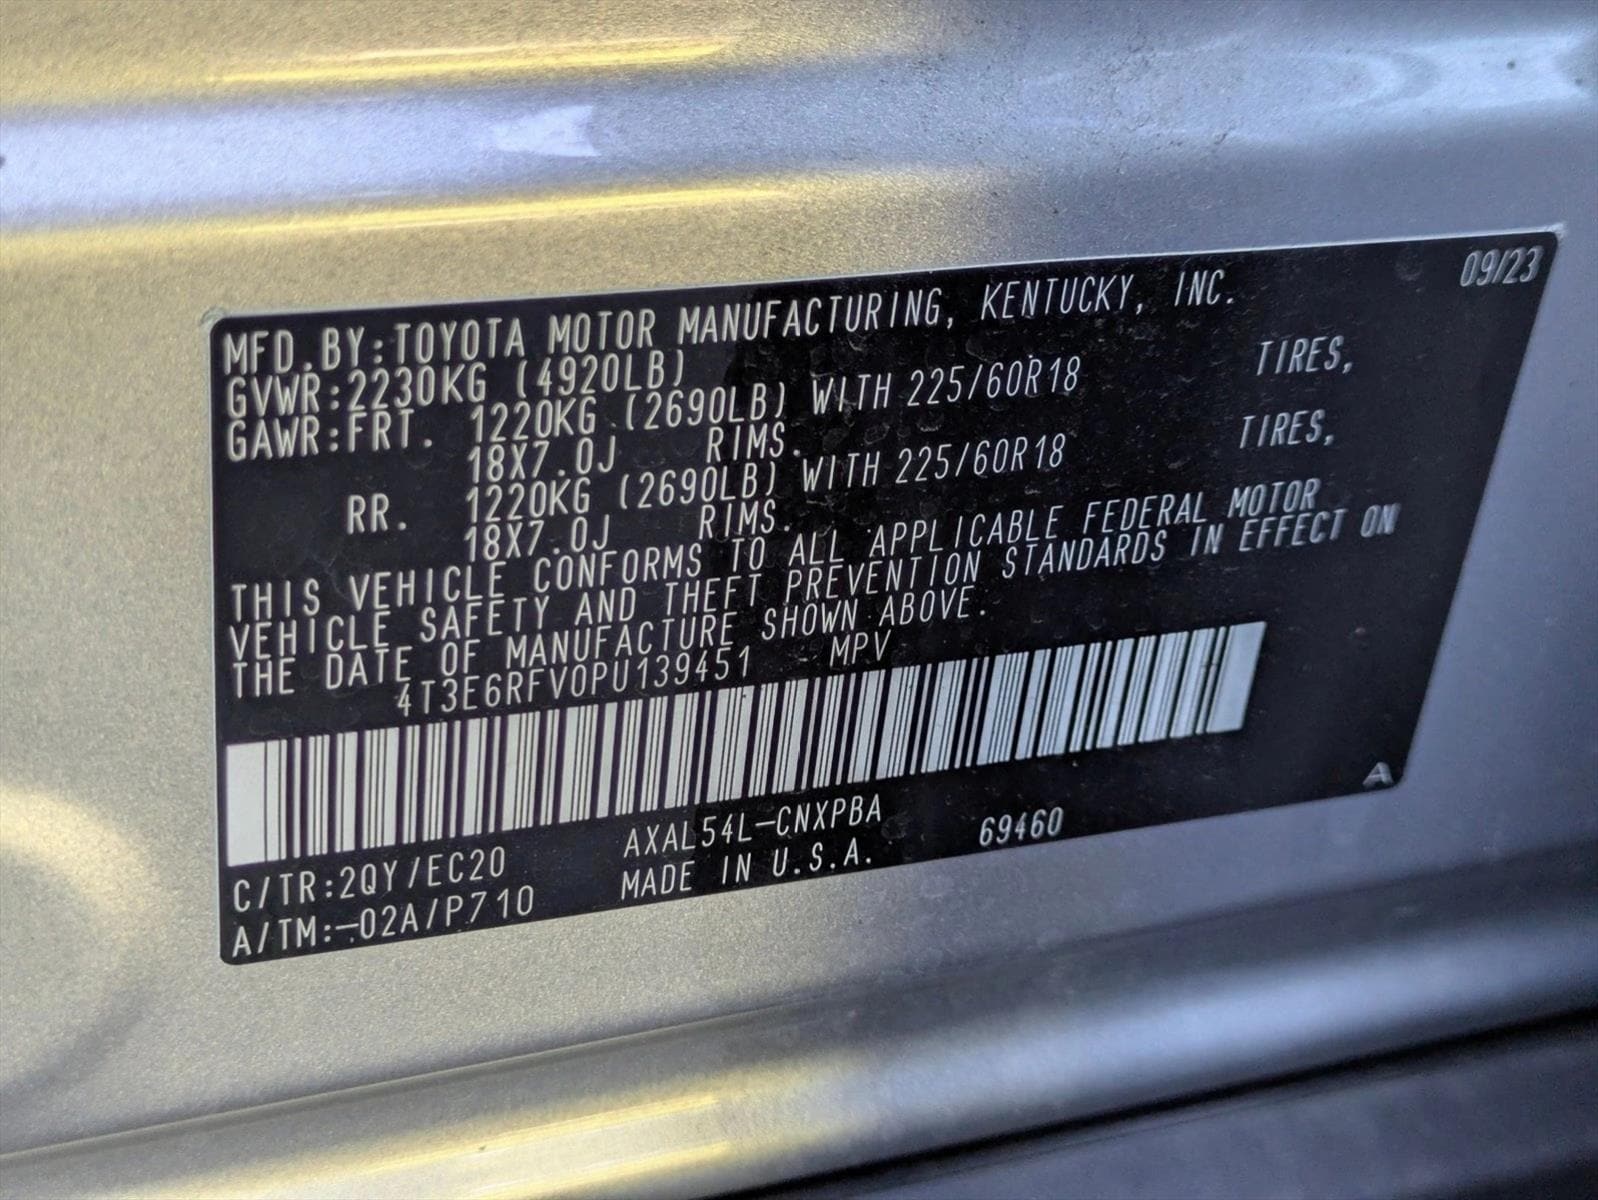 09/23
MFD.BY:TOYOTA MOTOR MANUFACTURING, KENTUCKY, INC.
GVWR:2230KG (4920LB)
GAWR:FRT. 1220KG (2690LB) WITH 225/60R18 TIRES,
18X7.0J RIMS.
RR. 1220KG (2690LB) WITH 225/60R18 TIRES,
18X7.0J RIMS.
THIS VEHICLE CONFORMS TO ALL APPLICABLE FEDERAL MOTOR
VEHICLE SAFETY AND THEFT PREVENTION STANDARDS IN EFFECT ON
THE DATE OF MANUFACTURE SHOWN ABOVE.
4T3E6RFV0PU139451 MPV
A
C/TR:2QY/EC20 AXAL54L-CNXPBA 69460
A/TM:-02A/P710 MADE IN U.S.A.